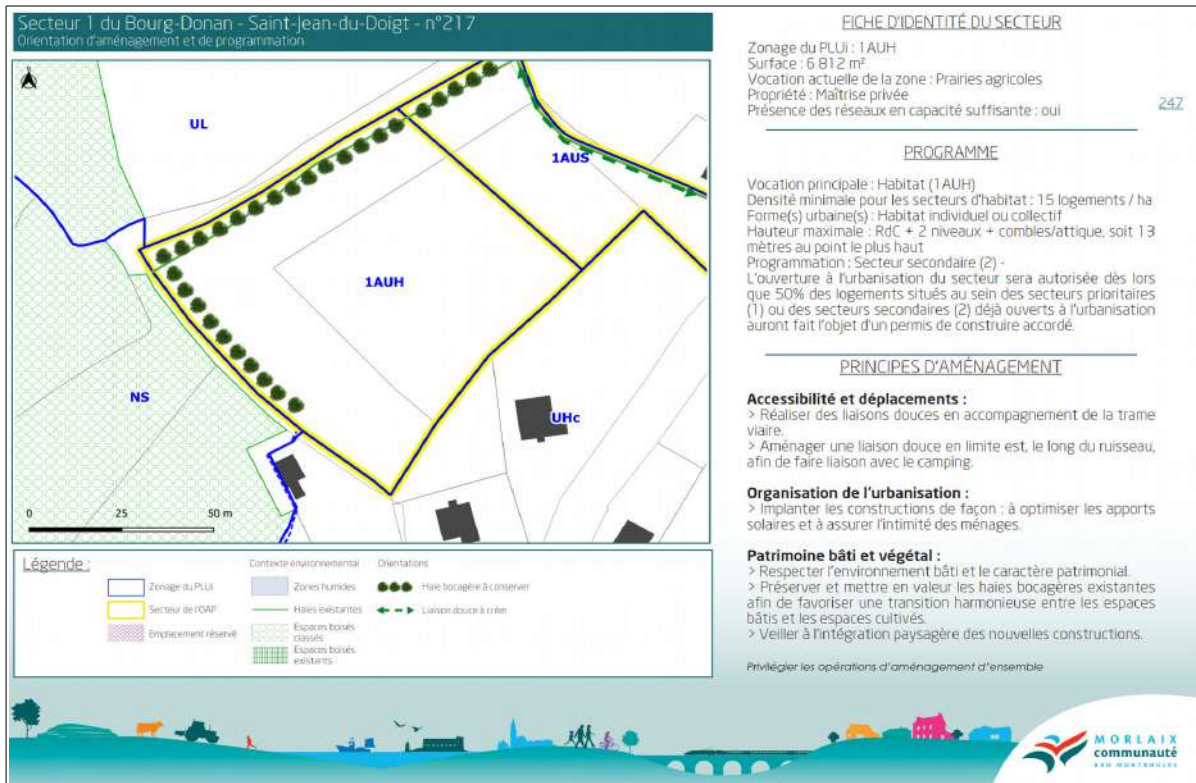 Secteur 1 du Bourg-Donan - Saint-Jean-du-Doigt - n°217
Orientation d'aménagement et de programmation
N
UL
1AUS
1AUH
NS
UHc
0 25 50 m
Légende :
Zonage du PLUi
Secteur de l'OAP
Emplacement réservé
Contexte environnemental
Zones humides
Haies existantes
Espaces boisés
classés
Espaces boisés
existants
Orientations
Haie bocagère à conserver
Liaison douce à créer
FICHE D'IDENTITÉ DU SECTEUR
Zonage du PLUi : 1AUH
Surface : 6 812 m²
Vocation actuelle de la zone : Prairies agricoles
Propriété : Maîtrise privée
Présence des réseaux en capacité suffisante : oui
247
PROGRAMME
Vocation principale : Habitat (1AUH)
Densité minimale pour les secteurs d'habitat : 15 logements / ha
Forme(s) urbaine(s) : Habitat individuel ou collectif
Hauteur maximale : RdC + 2 niveaux + combles/attique, soit 13
mètres au point le plus haut
Programmation : Secteur secondaire (2) -
L'ouverture à l'urbanisation du secteur sera autorisée dès lors
que 50% des logements situés au sein des secteurs prioritaires
(1) ou des secteurs secondaires (2) déjà ouverts à l'urbanisation
auront fait l'objet d'un permis de construire accordé.
PRINCIPES D'AMÉNAGEMENT
Accessibilité et déplacements :
> Réaliser des liaisons douces en accompagnement de la trame
viaire.
> Aménager une liaison douce en limite est, le long du ruisseau,
afin de faire liaison avec le camping.
Organisation de l'urbanisation :
> Implanter les constructions de façon : à optimiser les apports
solaires et à assurer l'intimité des ménages.
Patrimoine bâti et végétal :
> Respecter l'environnement bâti et le caractère patrimonial.
> Préserver et mettre en valeur les haies bocagères existantes
afin de favoriser une transition harmonieuse entre les espaces
bâtis et les espaces cultivés.
> Veiller à l'intégration paysagère des nouvelles constructions.
Privilégier les opérations d'aménagement d'ensemble
MORLAIX
communauté
BRO MONTROULEZ